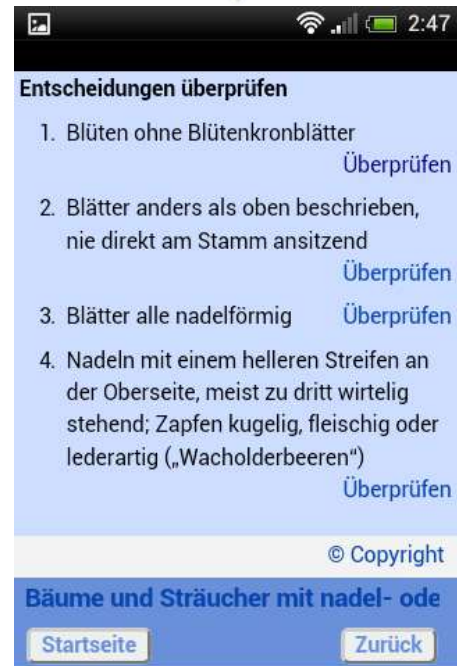 2:47
Entscheidungen überprüfen
1. Blüten ohne Blütenkronblätter
Überprüfen
2. Blätter anders als oben beschrieben,
nie direkt am Stamm ansitzend
Überprüfen
3. Blätter alle nadelförmig Überprüfen
4. Nadeln mit einem helleren Streifen an
der Oberseite, meist zu dritt wirtelig
stehend; Zapfen kugelig, fleischig oder
lederartig („Wacholderbeeren“)
Überprüfen
© Copyright
Bäume und Sträucher mit nadel- ode
Startseite Zurück